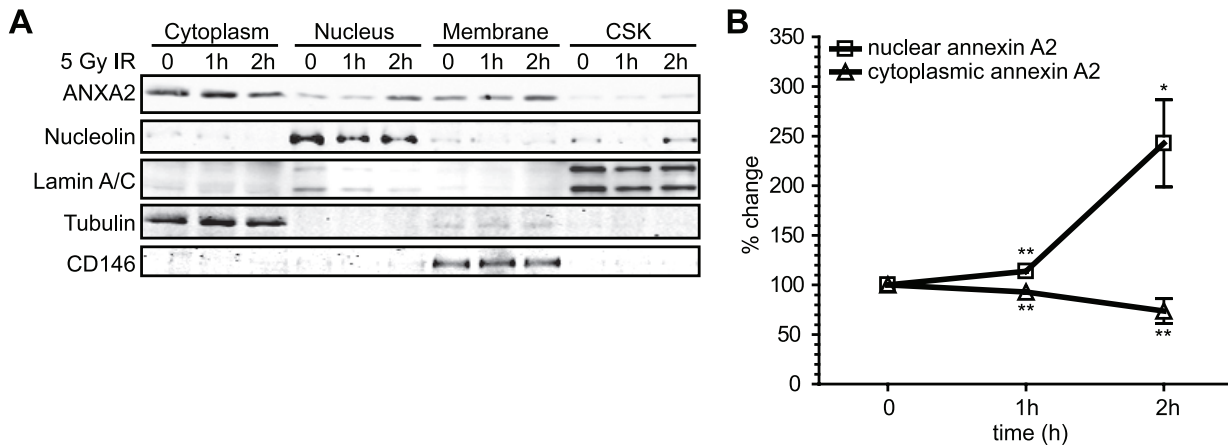 A
Cytoplasm Nucleus Membrane CSK
5 Gy IR 0 1h 2h 0 1h 2h 0 1h 2h 0 1h 2h
ANXA2
Nucleolin
Lamin A/C
Tubulin
CD146
B
350
300
250
200
150
100
50
0
% change
nuclear annexin A2
cytoplasmic annexin A2
*
**
**
**
0 1h 2h
time (h)